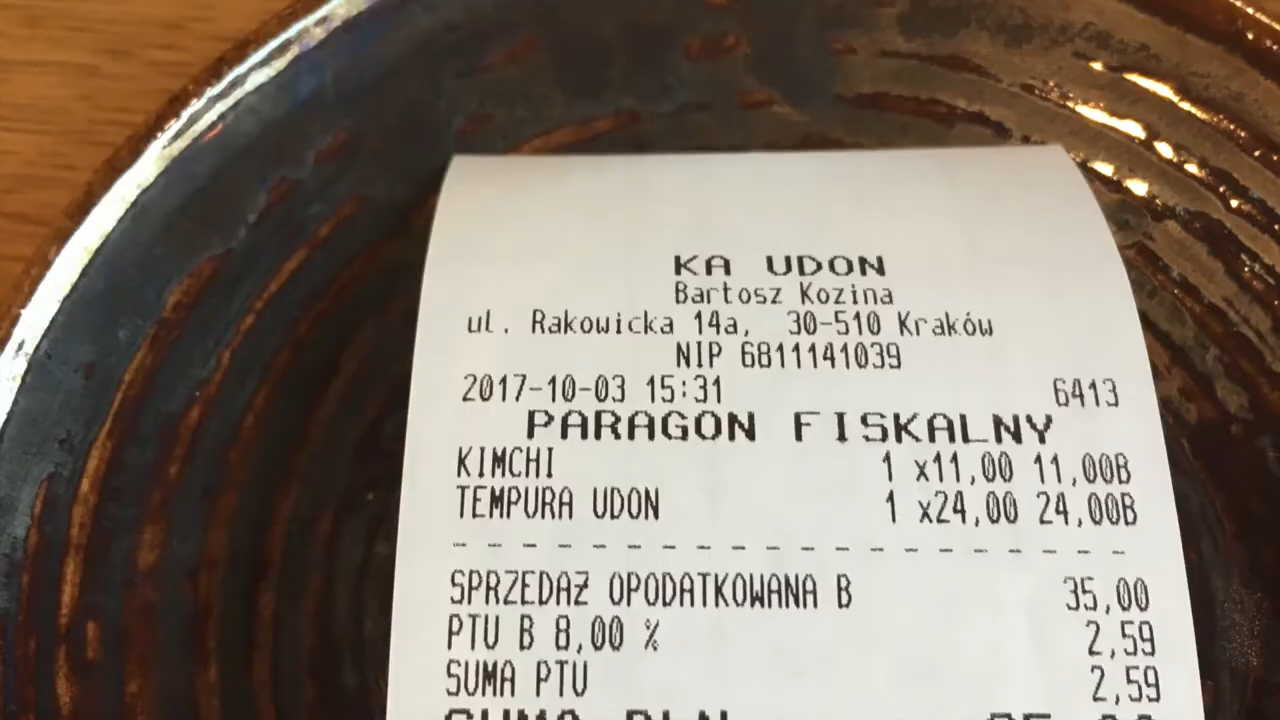 KA UDON
Bartosz Kozina
ul. Rakowicka 14a, 30-510 Kraków
NIP 6811141039
2017-10-03 15:31 6413
PARAGON FISKALNY
KIMCHI 1 x11,00 11,00B
TEMPURA UDON 1 x24,00 24,00B
SPRZEDAŻ OPODATKOWANA B 35,00
PTU B 8,00 % 2,59
SUMA PTU 2,59
SUMA PLN